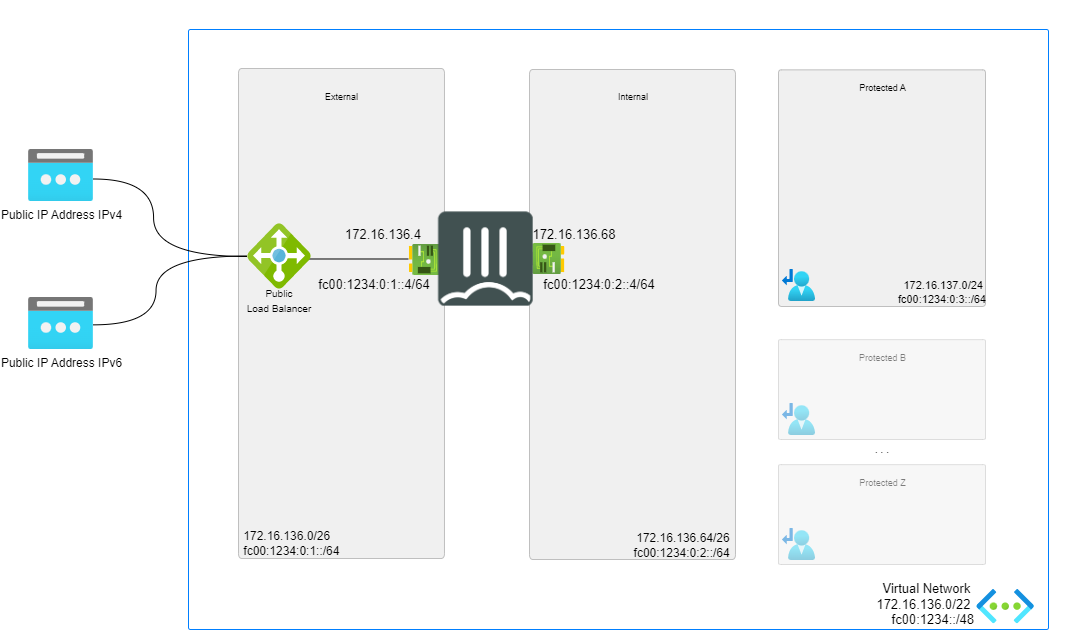 External
Internal
Protected A
Public IP Address IPv4
172.16.136.4
172.16.136.68
fc00:1234:0:1::4/64
fc00:1234:0:2::4/64
Public
Load Balancer
172.16.137.0/24
fc00:1234:0:3::/64
Public IP Address IPv6
Protected B
. . .
Protected Z
172.16.136.0/26
fc00:1234:0:1::/64
172.16.136.64/26
fc00:1234:0:2::/64
Virtual Network
172.16.136.0/22
fc00:1234::/48